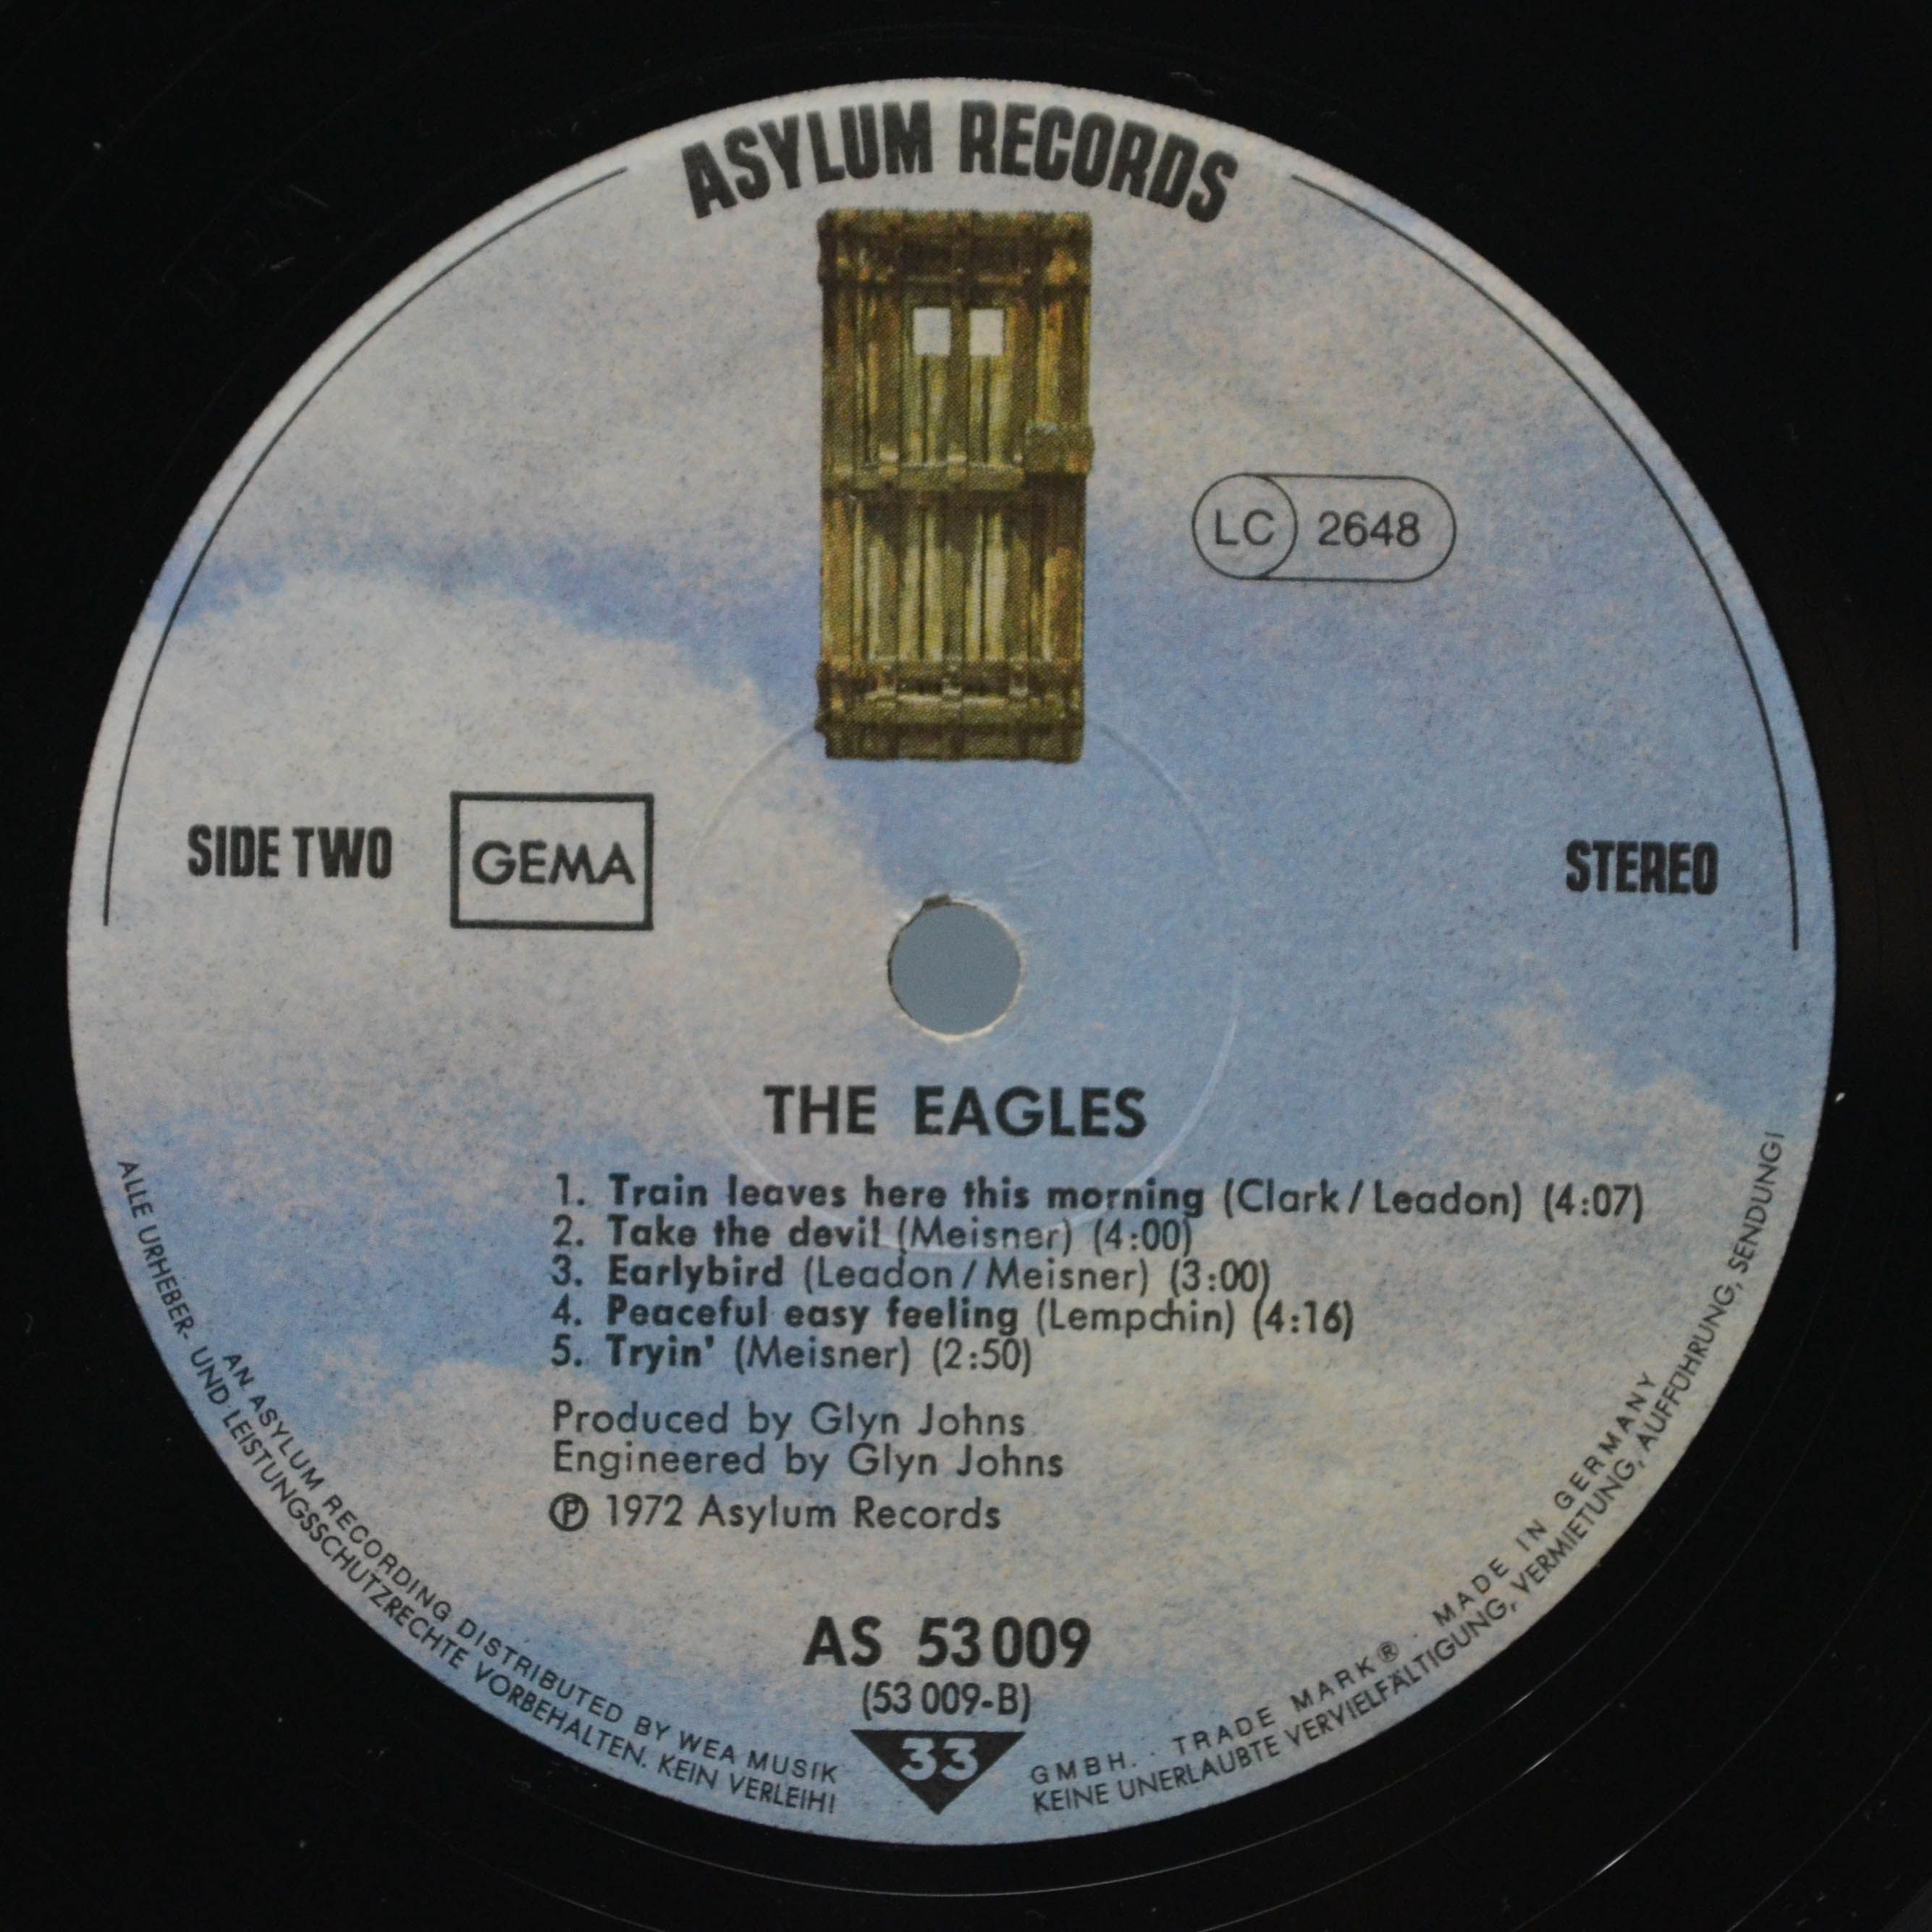 ASYLUM RECORDS
LC 2648
SIDE TWO
GEMA
STEREO
THE EAGLES
1. Train leaves here this morning (Clark/Leadon) (4:07)
2. Take the devil (Meisner) (4:00)
3. Earlybird (Leadon/Meisner) (3:00)
4. Peaceful easy feeling (Lempchin) (4:16)
5. Tryin' (Meisner) (2:50)
Produced by Glyn Johns
Engineered by Glyn Johns
℗ 1972 Asylum Records
AS 53 009
(53 009-B)
33
AN ASYLUM RECORDING DISTRIBUTED BY WEA MUSIK GMBH. · TRADE MARK® · MADE IN GERMANY
ALLE URHEBER- UND LEISTUNGSSCHUTZRECHTE VORBEHALTEN. KEIN VERLEIH! KEINE UNERLAUBTE VERVIELFÄLTIGUNG, VERMIETUNG, AUFFÜHRUNG, SENDUNG!